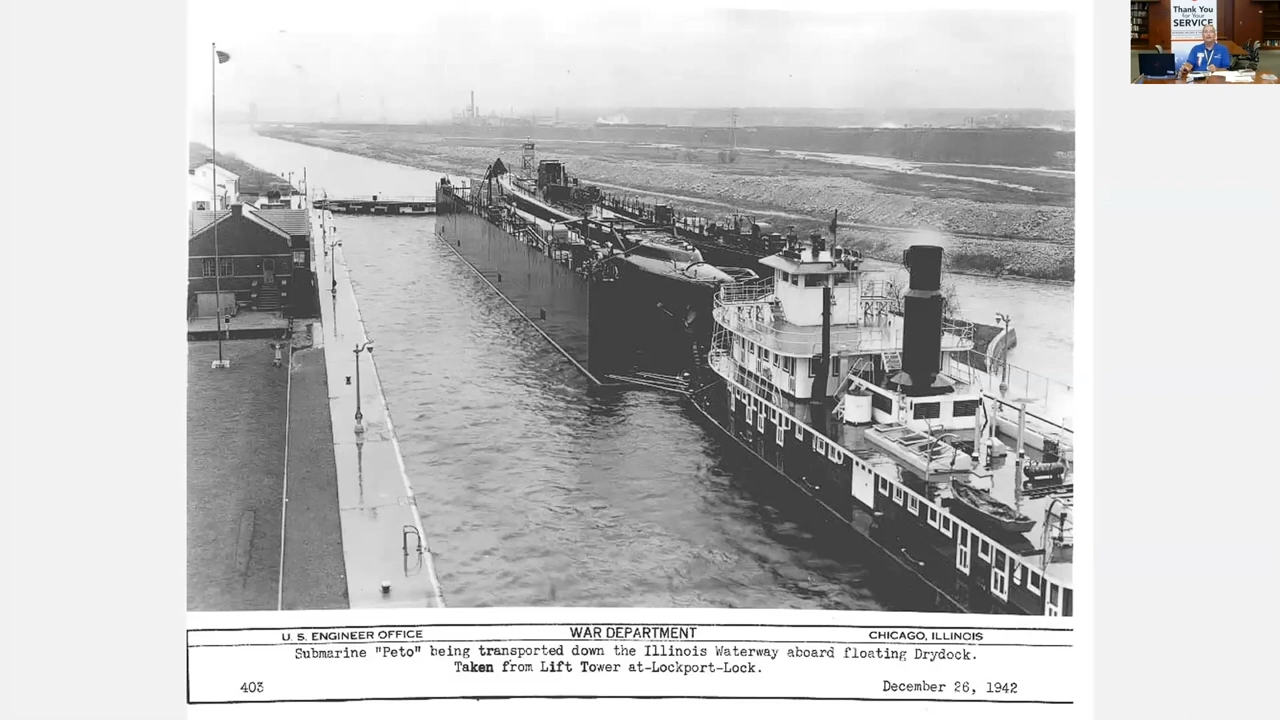 Thank You
for Your
SERVICE
U. S. ENGINEER OFFICE WAR DEPARTMENT CHICAGO, ILLINOIS
Submarine "Peto" being transported down the Illinois Waterway aboard floating Drydock.
Taken from Lift Tower at-Lockport-Lock.
403 December 26, 1942